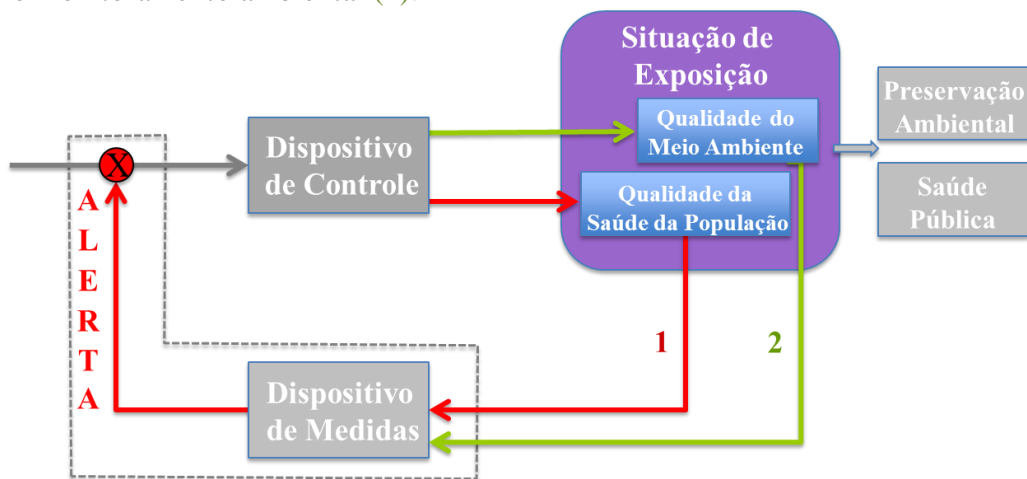 (2).
Situação de
Exposição
Qualidade do
Meio Ambiente
Preservação
Ambiental
X
Dispositivo
de Controle
Qualidade da
Saúde da População
Saúde
Pública
A
L
E
R
T
A
1
2
Dispositivo
de Medidas